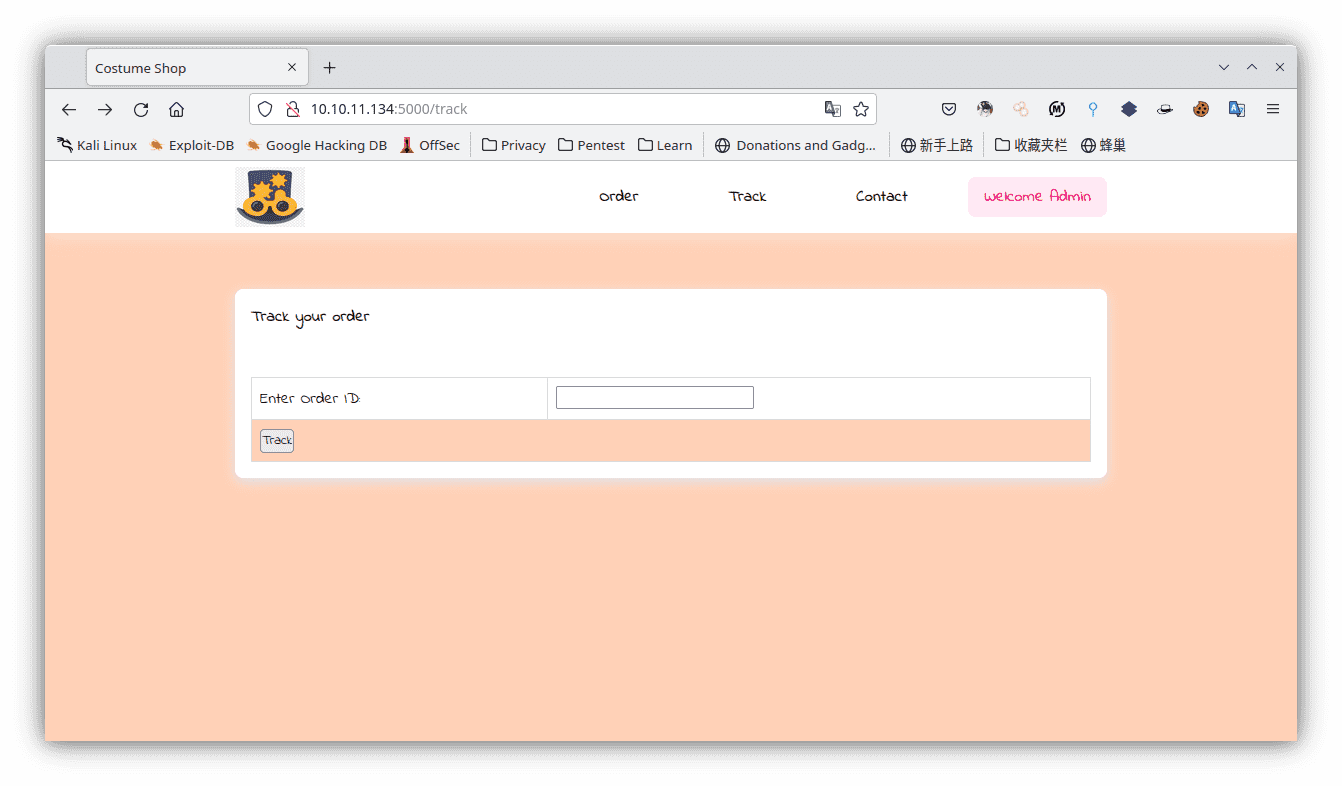 Costume Shop
10.10.11.134:5000/track
Kali Linux Exploit-DB Google Hacking DB OffSec Privacy Pentest Learn Donations and Gadg... 新手上路 收藏夹栏 蜂巢
Order Track Contact Welcome Admin
Track your order
Enter Order ID:
Track